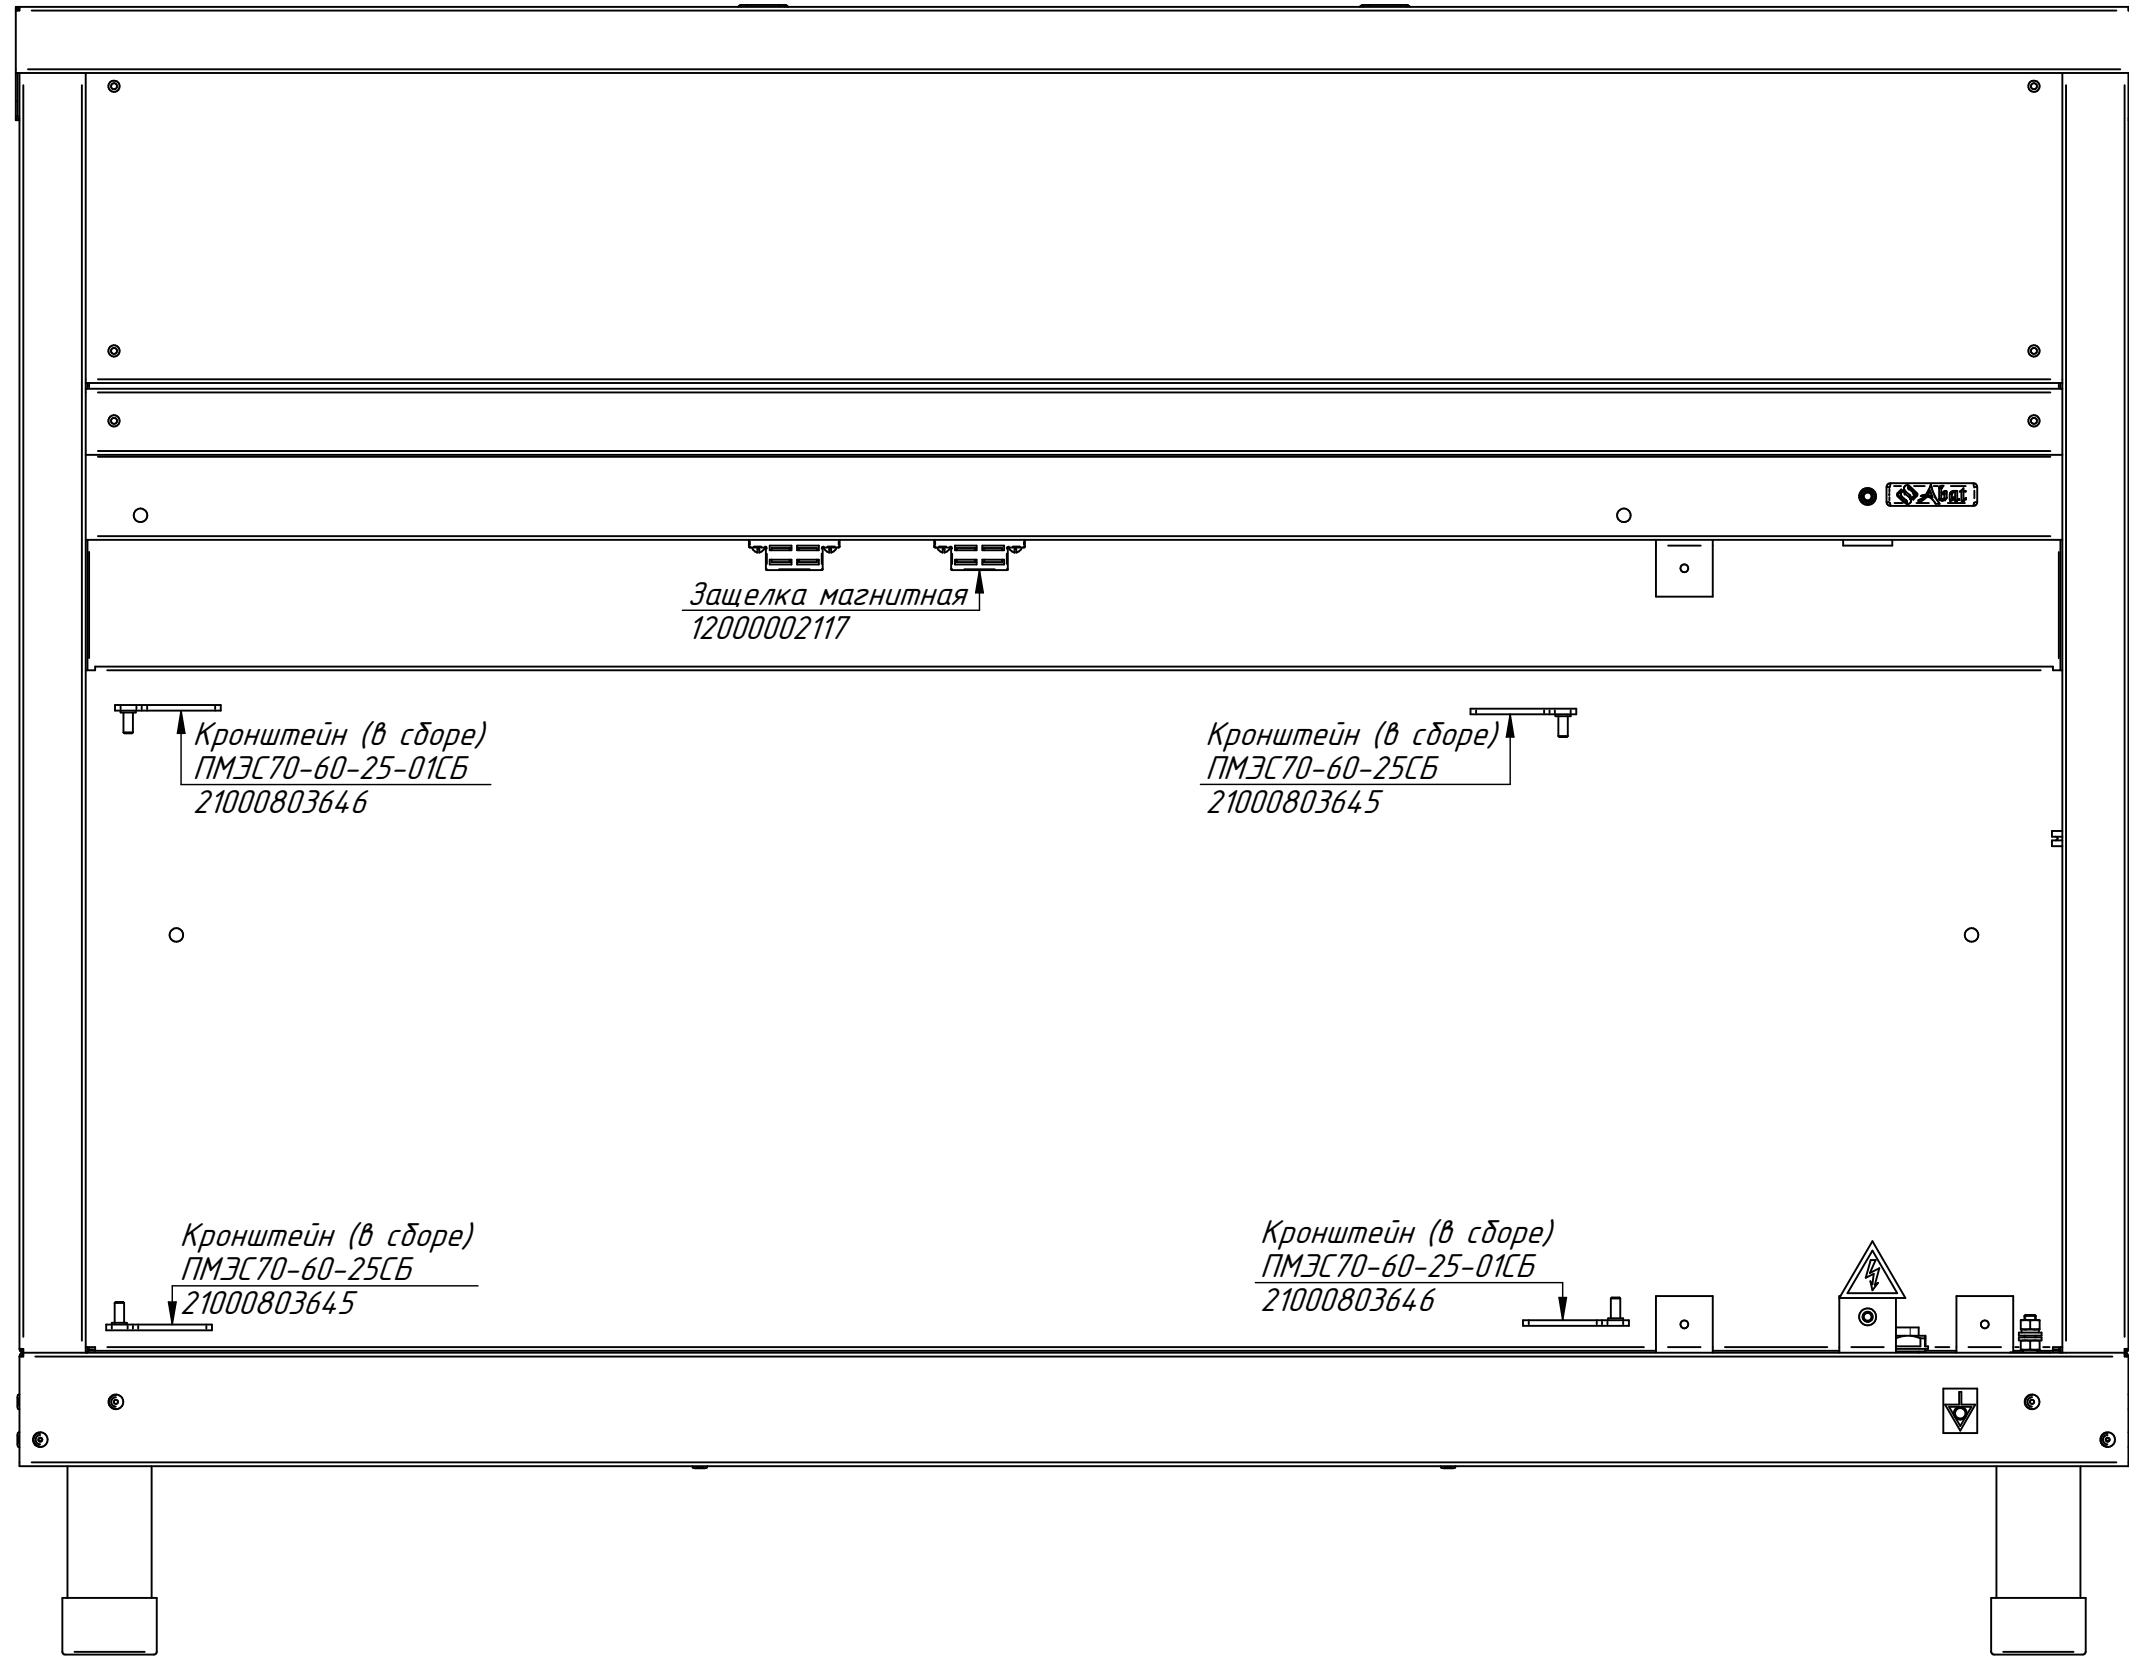 Abat
Защелка магнитная
12000002117
Кронштейн (в сборе)
ПМЭС70-60-25-01СБ
21000803646
Кронштейн (в сборе)
ПМЭС70-60-25СБ
21000803645
Кронштейн (в сборе)
ПМЭС70-60-25СБ
21000803645
Кронштейн (в сборе)
ПМЭС70-60-25-01СБ
21000803646